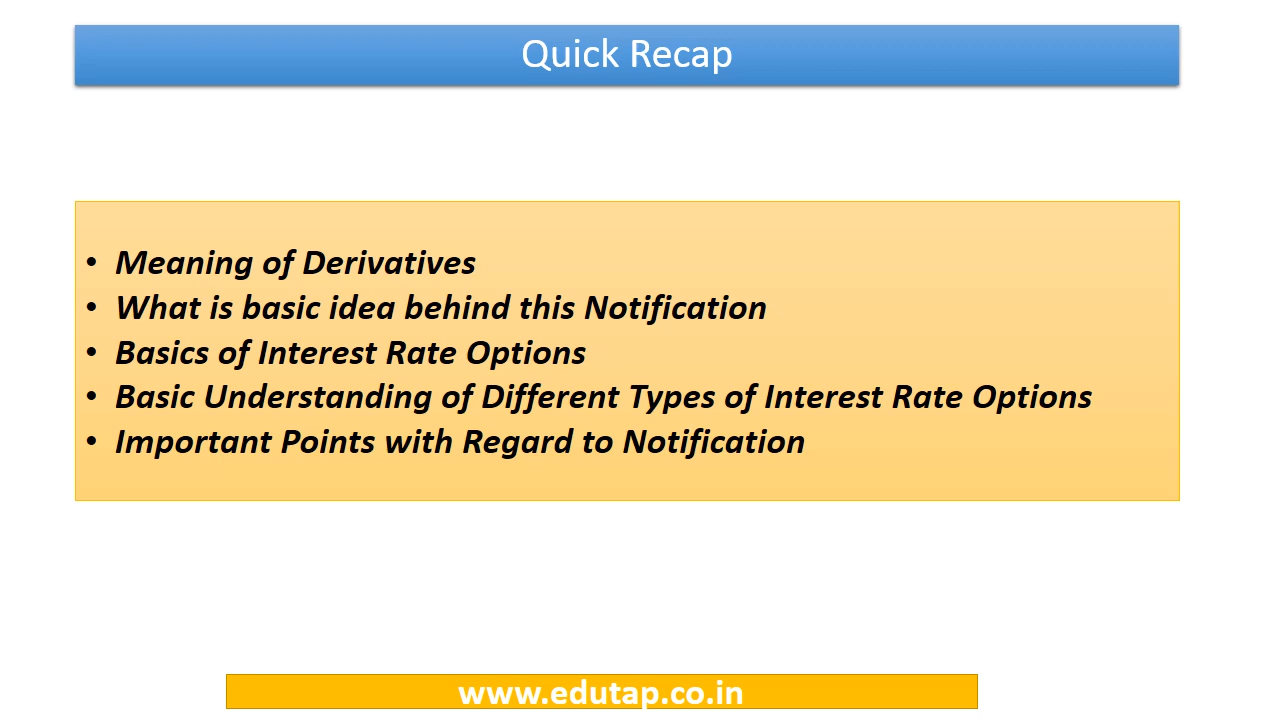 Quick Recap
• Meaning of Derivatives
• What is basic idea behind this Notification
• Basics of Interest Rate Options
• Basic Understanding of Different Types of Interest Rate Options
• Important Points with Regard to Notification
www.edutap.co.in